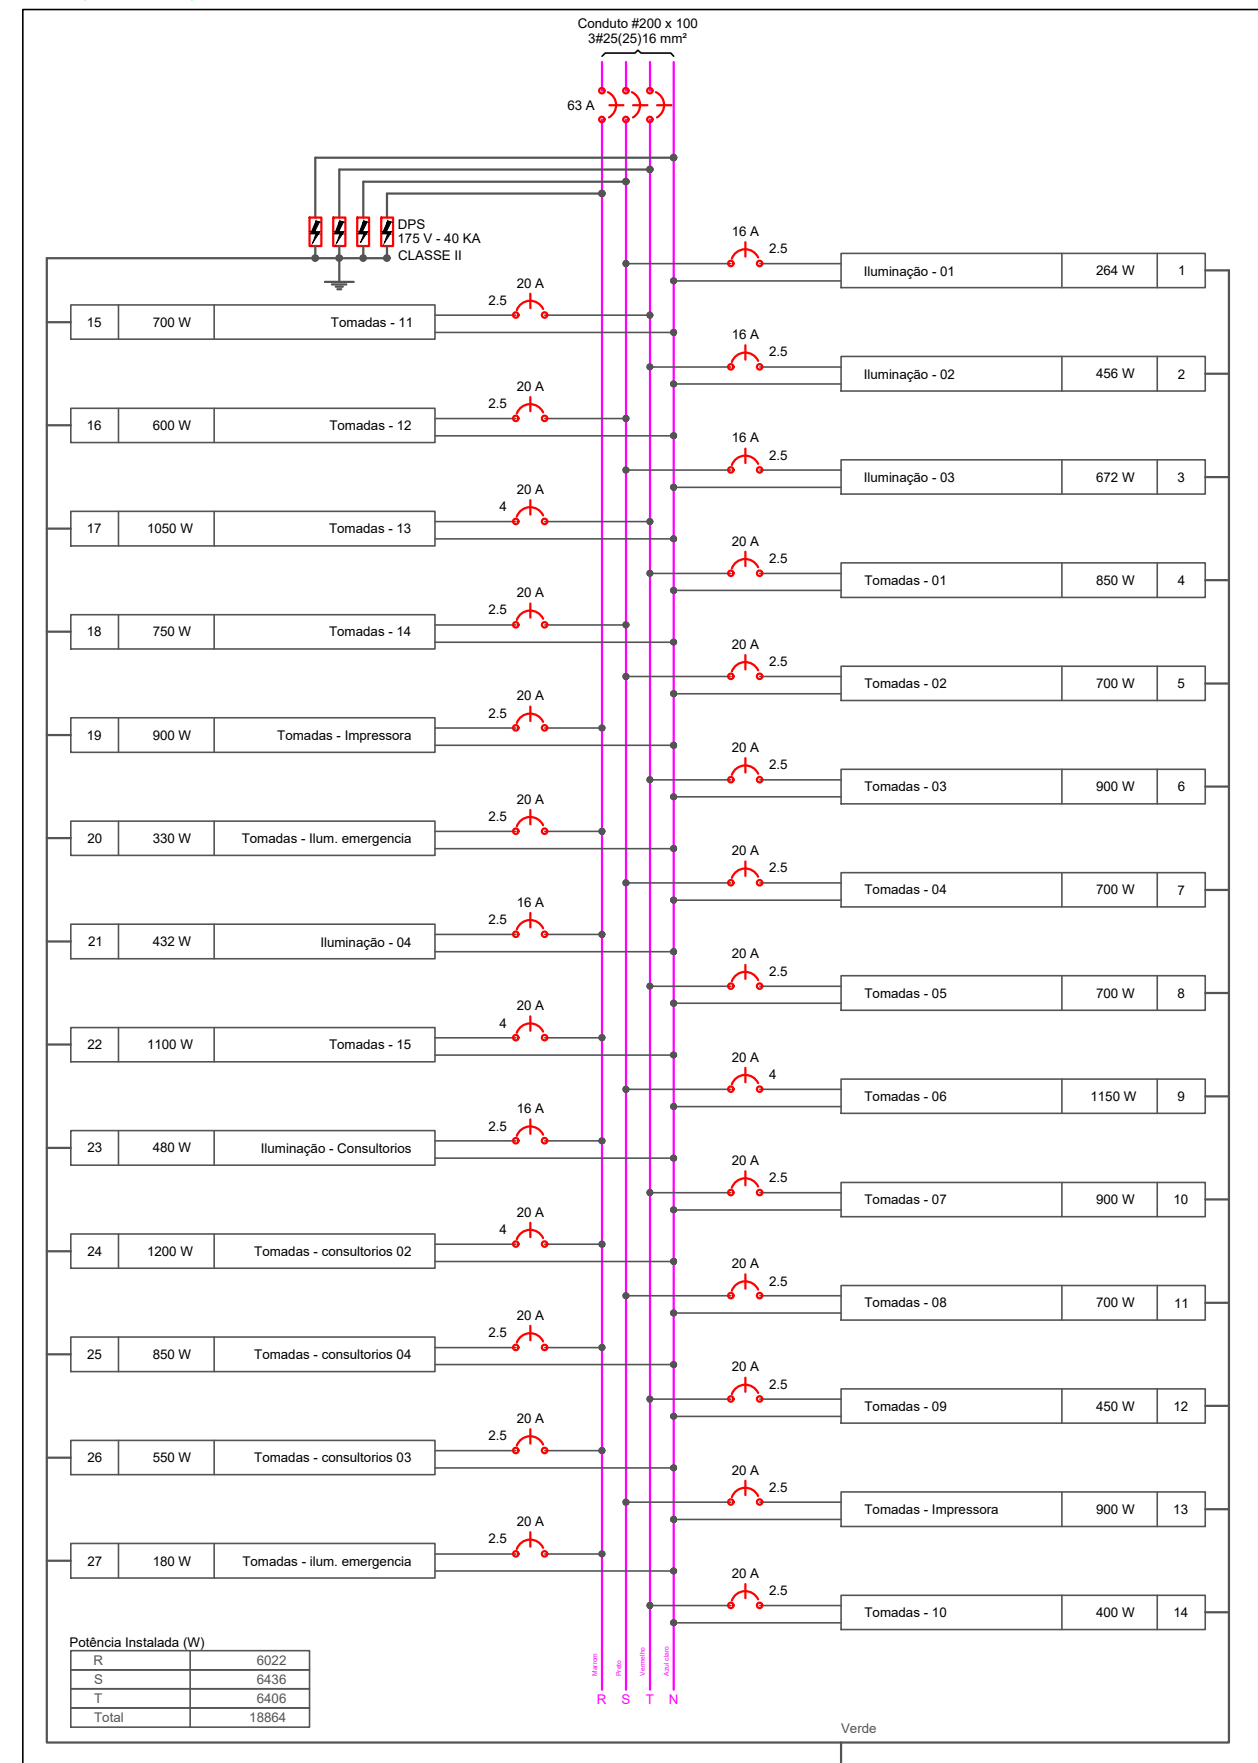 Conduto #200 x 100
3#25(25)16 mm²
63 A
DPS
175 V - 40 KA
CLASSE II
16 A
2.5
Iluminação - 01 264 W 1
20 A
2.5
15 700 W Tomadas - 11
16 A
2.5
Iluminação - 02 456 W 2
20 A
2.5
16 600 W Tomadas - 12
16 A
2.5
Iluminação - 03 672 W 3
20 A
4
17 1050 W Tomadas - 13
20 A
2.5
Tomadas - 01 850 W 4
20 A
2.5
18 750 W Tomadas - 14
20 A
2.5
Tomadas - 02 700 W 5
20 A
2.5
19 900 W Tomadas - Impressora
20 A
2.5
Tomadas - 03 900 W 6
20 A
2.5
20 330 W Tomadas - Ilum. emergencia
20 A
2.5
Tomadas - 04 700 W 7
16 A
2.5
21 432 W Iluminação - 04
20 A
2.5
Tomadas - 05 700 W 8
20 A
4
22 1100 W Tomadas - 15
20 A
4
Tomadas - 06 1150 W 9
16 A
2.5
23 480 W Iluminação - Consultorios
20 A
2.5
Tomadas - 07 900 W 10
20 A
4
24 1200 W Tomadas - consultorios 02
20 A
2.5
Tomadas - 08 700 W 11
20 A
2.5
25 850 W Tomadas - consultorios 04
20 A
2.5
Tomadas - 09 450 W 12
20 A
2.5
26 550 W Tomadas - consultorios 03
20 A
2.5
Tomadas - Impressora 900 W 13
20 A
2.5
27 180 W Tomadas - ilum. emergencia
20 A
2.5
Tomadas - 10 400 W 14
Potência Instalada (W)
R 6022
S 6436
T 6406
Total 18864
Marrom
Preto
Vermelho
Azul claro
R S T N
Verde